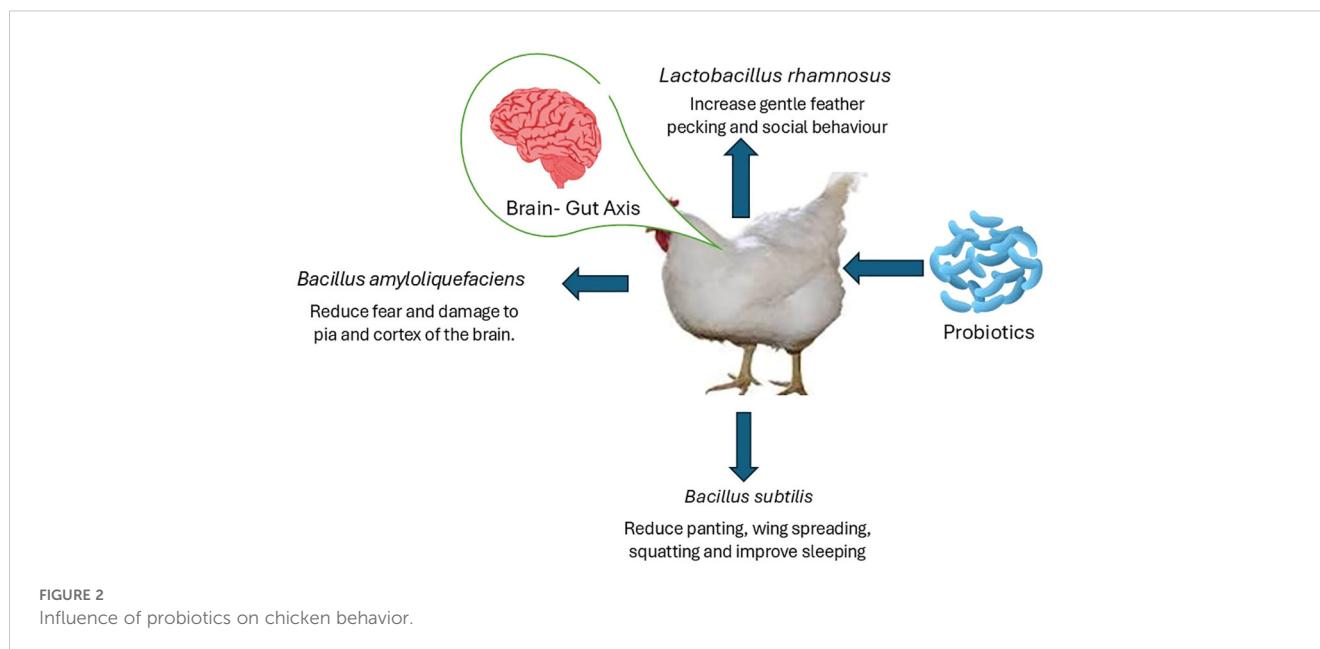 Lactobacillus rhamnosus
Increase gentle feather
pecking and social behaviour
Brain- Gut Axis
Bacillus amyloliquefaciens
Reduce fear and damage to
pia and cortex of the brain.
Probiotics
Bacillus subtilis
Reduce panting, wing spreading,
squatting and improve sleeping
FIGURE 2
Influence of probiotics on chicken behavior.